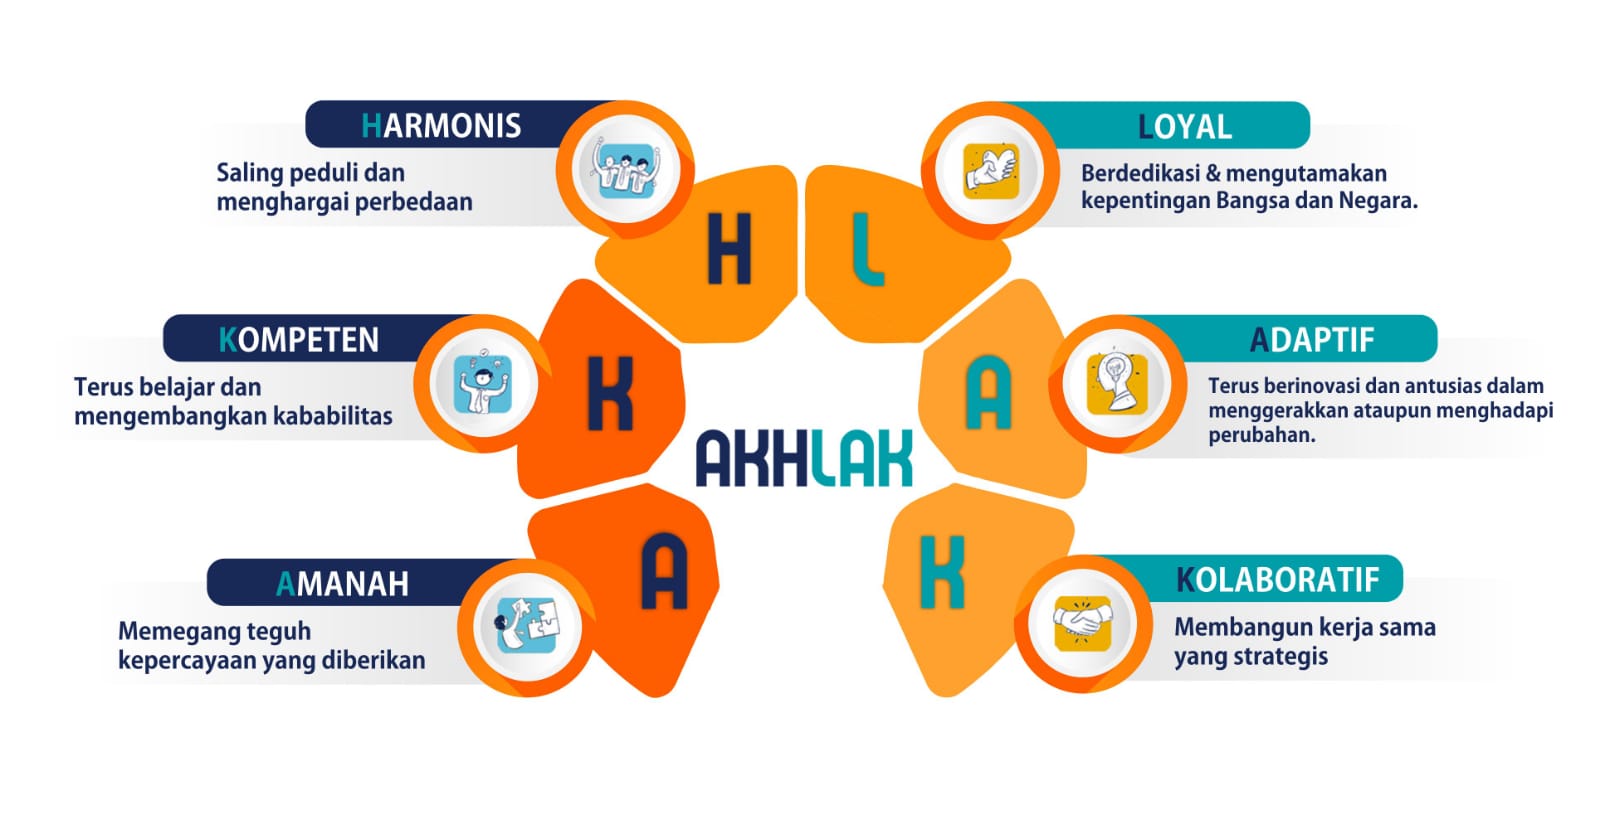 HARMONIS
Saling peduli dan
menghargai perbedaan
LOYAL
Berdedikasi & mengutamakan
kepentingan Bangsa dan Negara.
H
L
KOMPETEN
Terus belajar dan
mengembangkan kababilitas
K
A
ADAPTIF
Terus berinovasi dan antusias dalam
menggerakkan ataupun menghadapi
perubahan.
AKHLAK
AMANAH
Memegang teguh
kepercayaan yang diberikan
A
K
KOLABORATIF
Membangun kerja sama
yang strategis